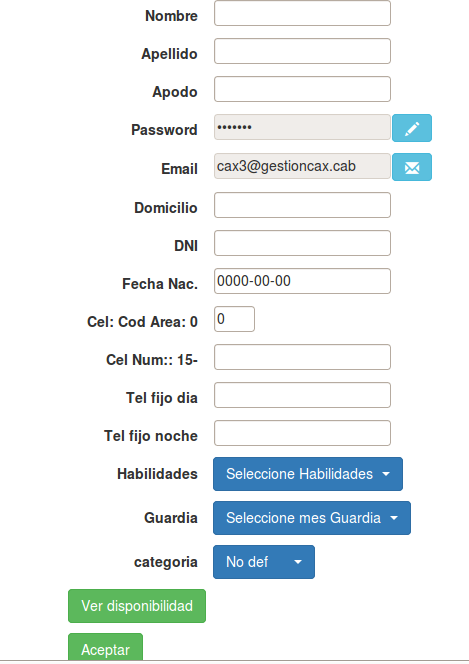 Nombre
Apellido
Apodo
Password •••••••
Email cax3@gestioncax.cab
Domicilio
DNI
Fecha Nac. 0000-00-00
Cel: Cod Area: 0 0
Cel Num:: 15-
Tel fijo dia
Tel fijo noche
Habilidades Seleccione Habilidades
Guardia Seleccione mes Guardia
categoria No def
Ver disponibilidad
Aceptar